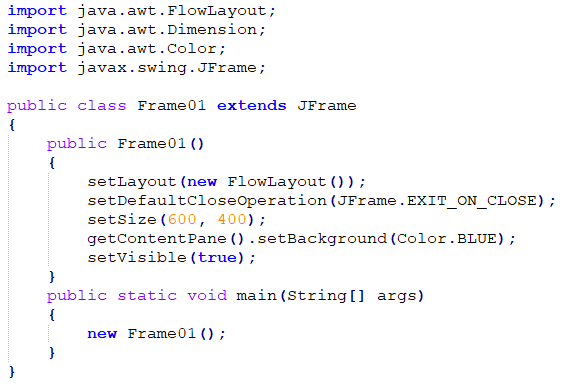 import java.awt.FlowLayout;
import java.awt.Dimension;
import java.awt.Color;
import javax.swing.JFrame;

public class Frame01 extends JFrame
{
    public Frame01()
    {
        setLayout(new FlowLayout());
        setDefaultCloseOperation(JFrame.EXIT_ON_CLOSE);
        setSize(600, 400);
        getContentPane().setBackground(Color.BLUE);
        setVisible(true);
    }
    public static void main(String[] args)
    {
        new Frame01();
    }
}